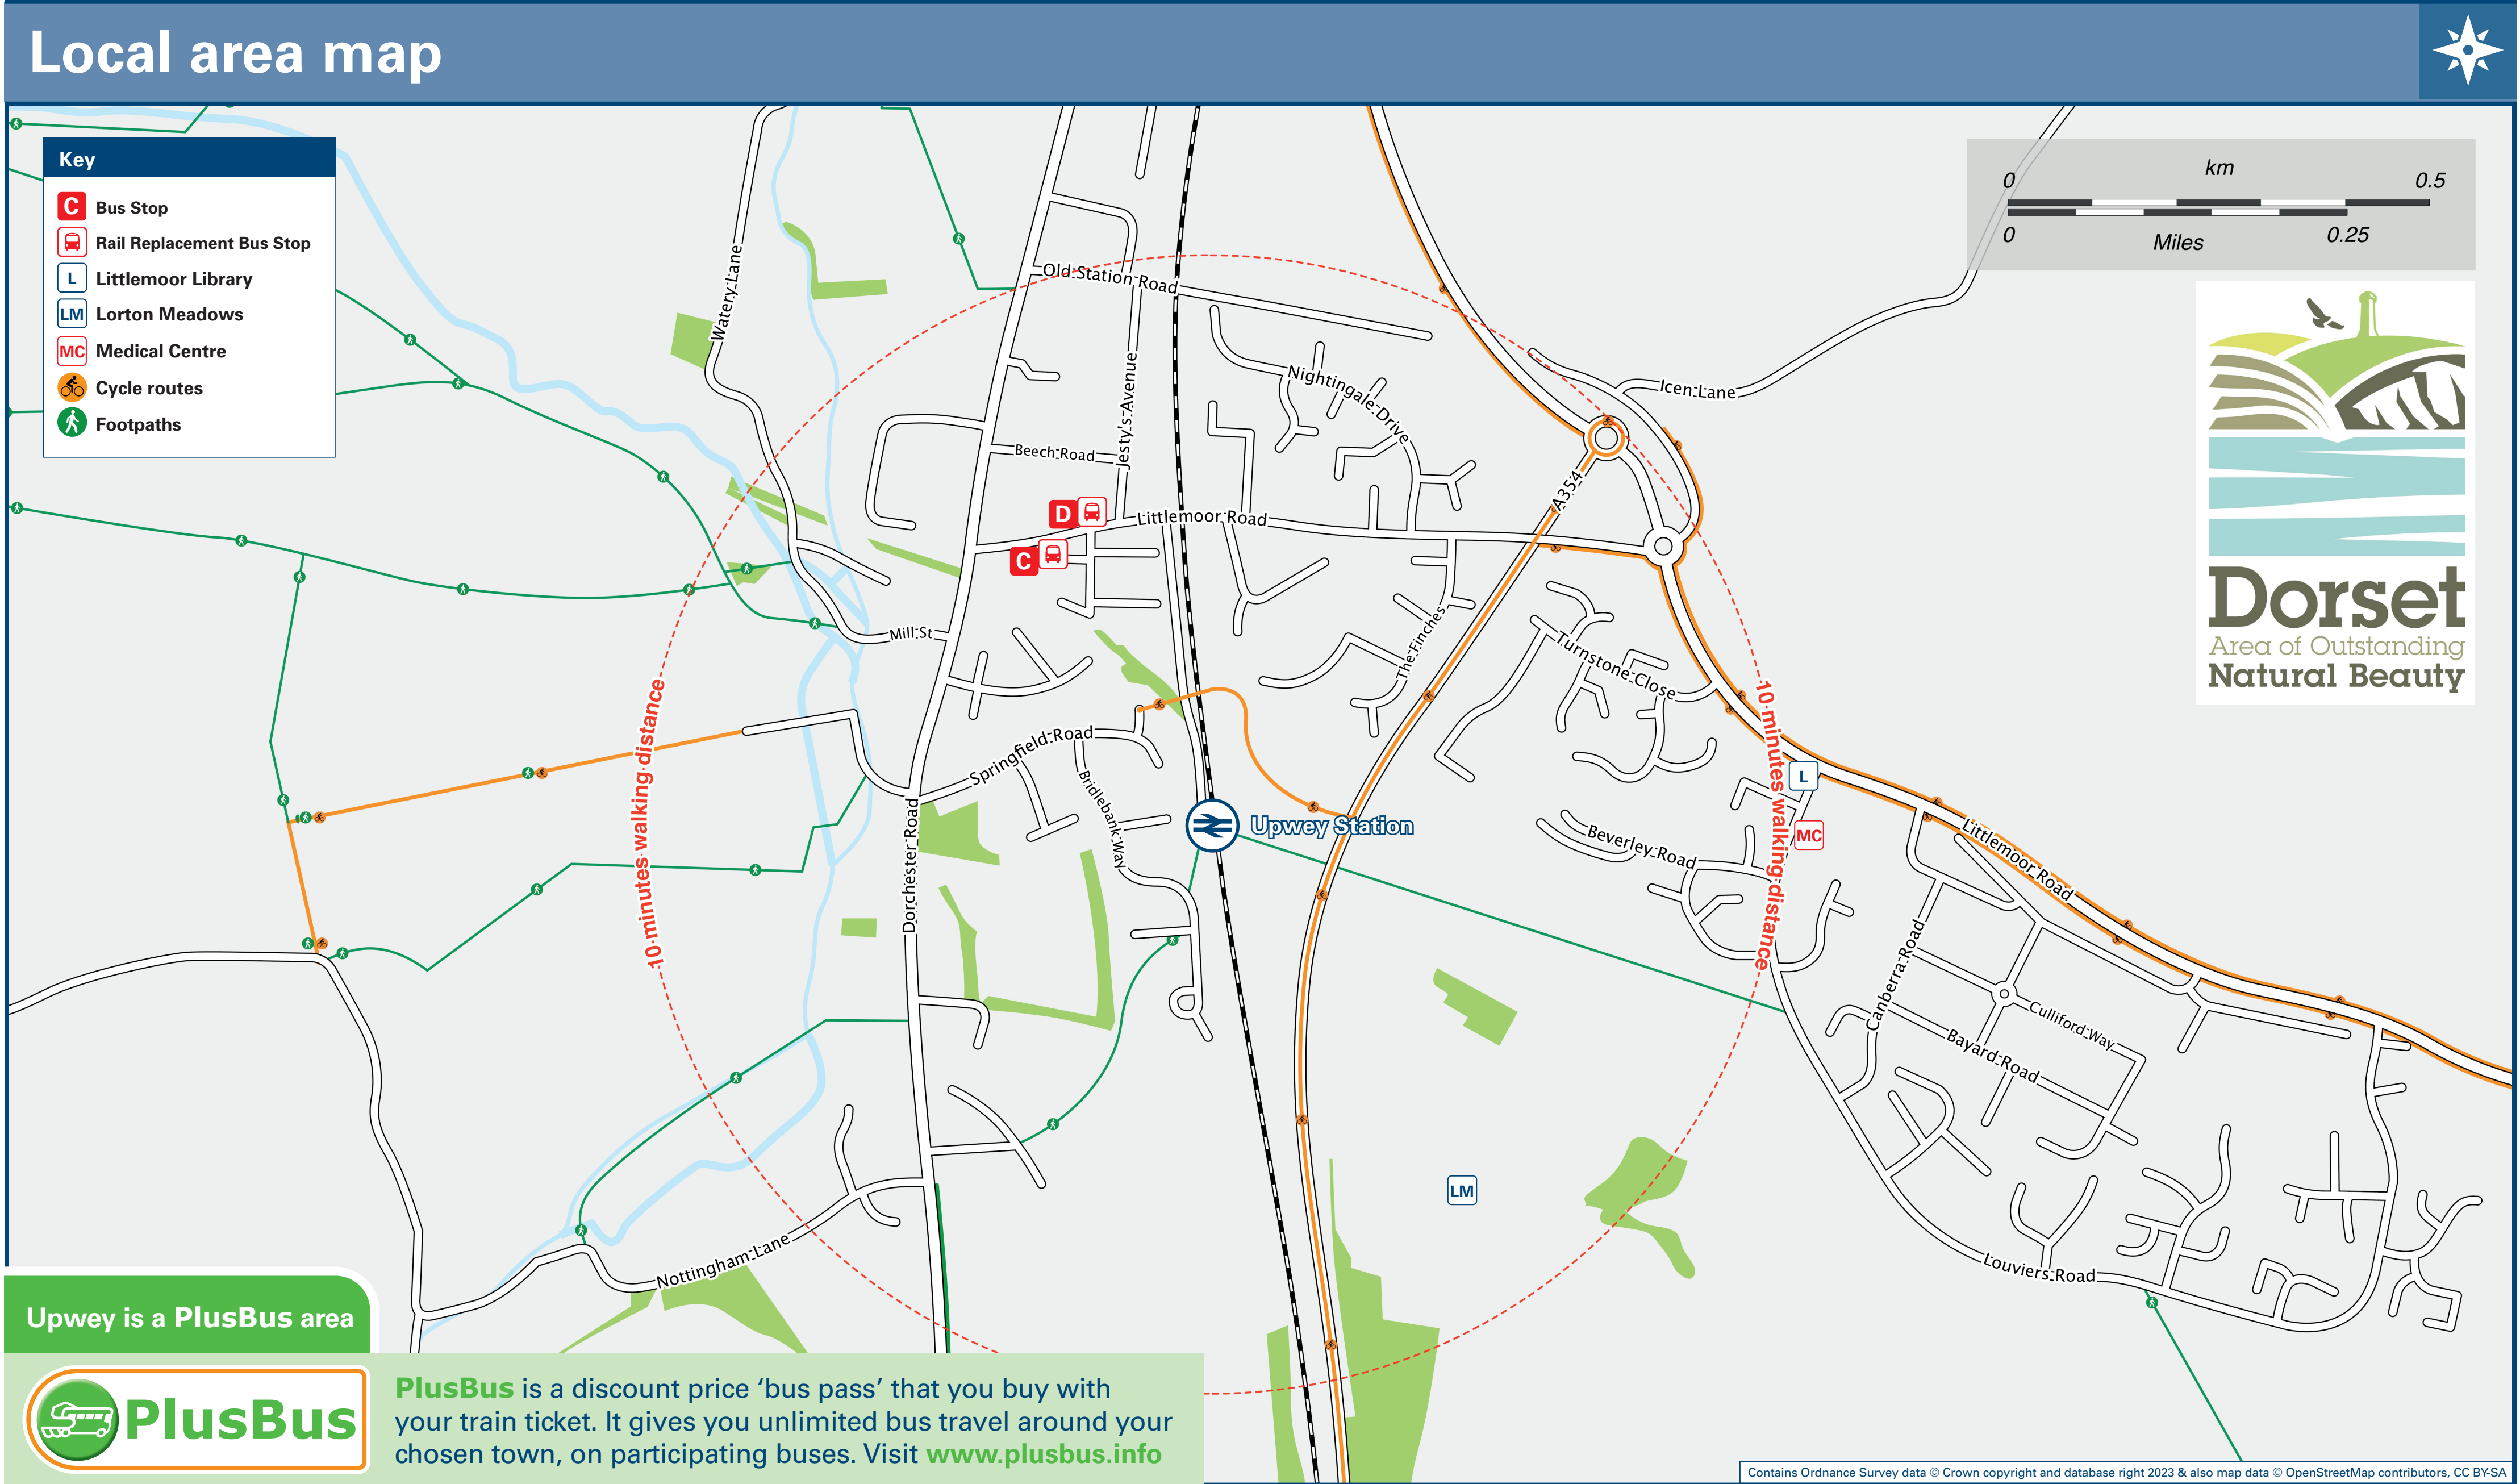 Local area map
Key
C Bus Stop
Rail Replacement Bus Stop
L Littlemoor Library
LM Lorton Meadows
MC Medical Centre
Cycle routes
Footpaths
km
0 0.5
0 0.25
Miles
Dorset
Area of Outstanding
Natural Beauty
Watery Lane
Old Station Road
Jesty's Avenue
Nightingale Drive
Icen Lane
Beech Road
A354
D
Littlemoor Road
C
Mill St
The Finches
Turnstone Close
10 minutes walking distance
10 minutes walking distance
Springfield Road
Bridlebank Way
L
Upwey Station
MC
Beverley Road
Littlemoor Road
Dorchester Road
Canberra Road
Culliford Way
Bayard Road
LM
Nottingham Lane
Louviers Road
Upwey is a PlusBus area
PlusBus
PlusBus is a discount price ‘bus pass’ that you buy with
your train ticket. It gives you unlimited bus travel around your
chosen town, on participating buses. Visit www.plusbus.info
Contains Ordnance Survey data © Crown copyright and database right 2023 & also map data © OpenStreetMap contributors, CC BY-SA